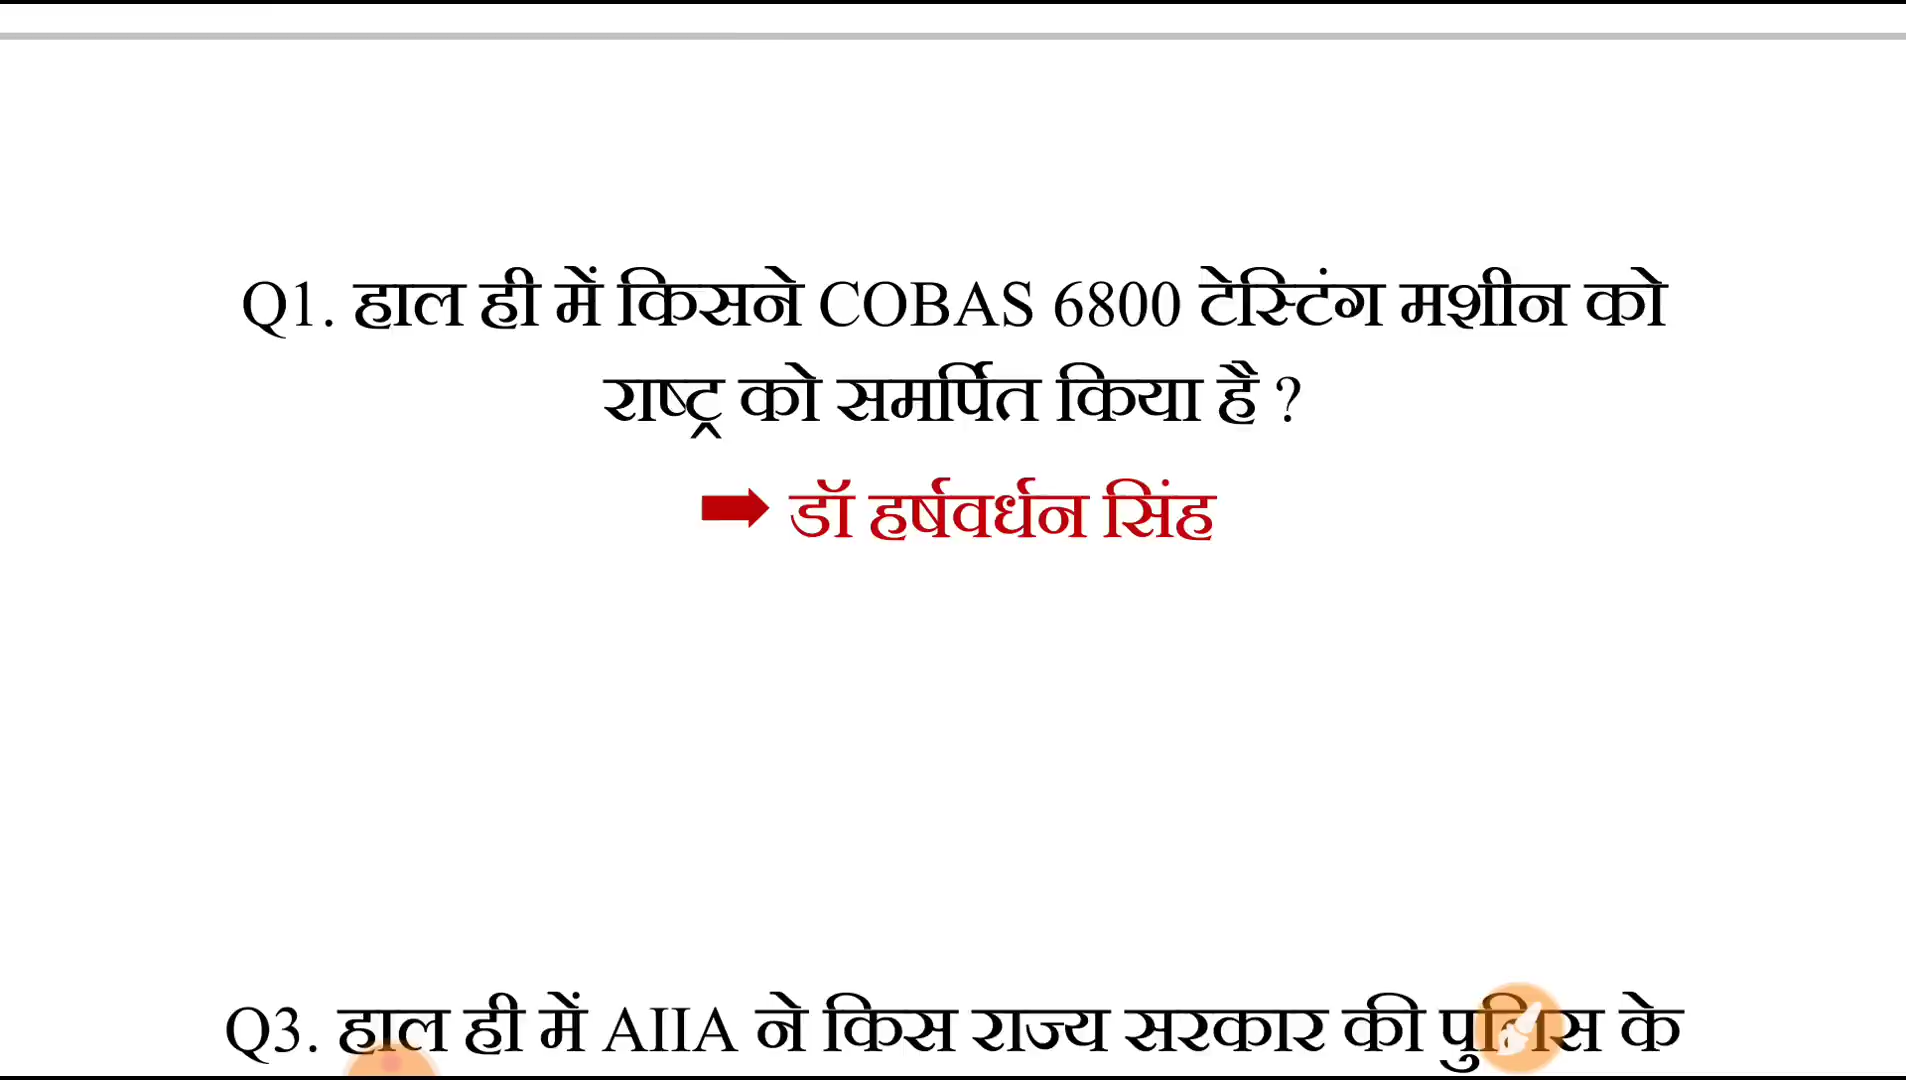 Q1. हाल ही में किसने COBAS 6800 टेस्टिंग मशीन को
राष्ट्र को समर्पित किया है ?
➡ डॉ हर्षवर्धन सिंह
Q3. हाल ही में AIIA ने किस राज्य सरकार की पुलिस के